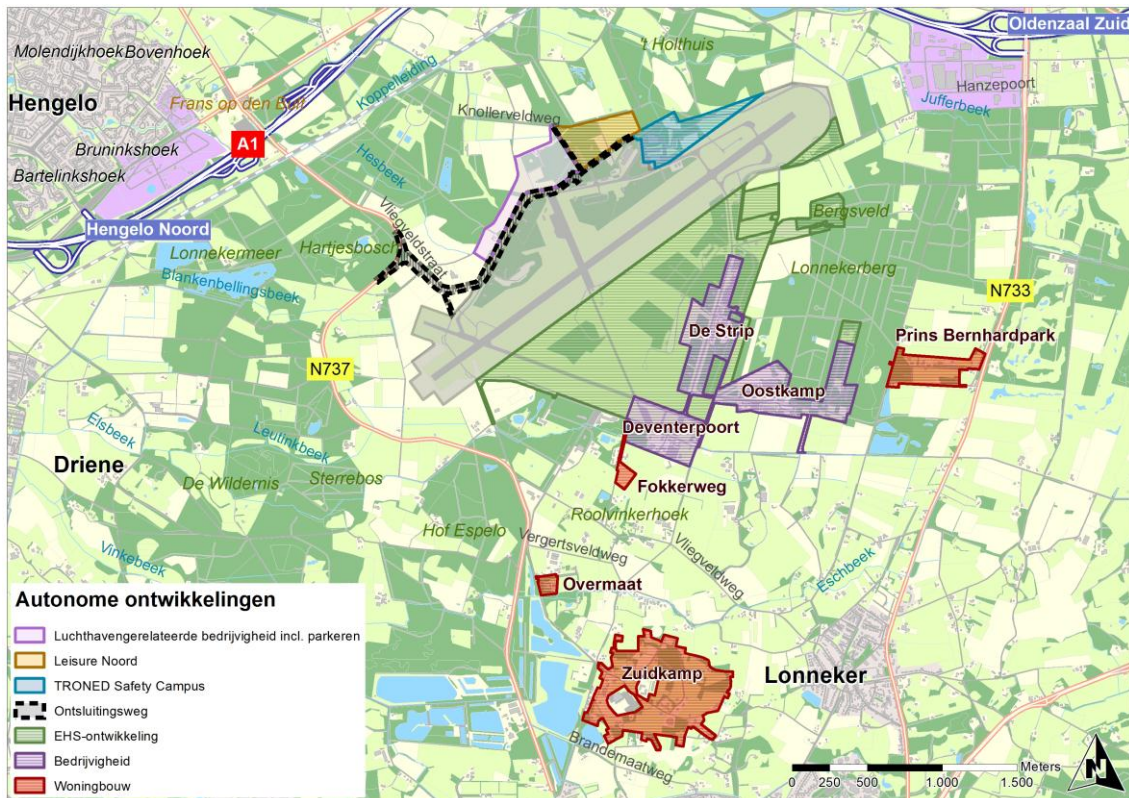 Oldenzaal Zuid
't Holthuis
Molendijkhoek
Bovenhoek
Koppelleiding
Hanzepoort
Hengelo
Frans op den Bult
Knollerveldweg
Jufferbeek
A1
Bruninkshoek
Hesbeek
Bartelinkshoek
Vliegveldstraat
Bergsveld
Hengelo Noord
Lonnekermeer
Hartjesbosch
Lonnekerberg
Blankenbellingsbeek
N733
De Strip
Prins Bernhardpark
N737
Oostkamp
Elsbeek
Leutinkbeek
Deventerpoort
Driene
De Wildernis
Sterrebos
Fokkerweg
Roolvinkerhoek
Hof Espelo
Vergertsveldweg
Vliegveldweg
Vinkebeek
Eschbeek
Overmaat
Zuidkamp
Lonneker
Brandemaatweg
Autonome ontwikkelingen
Luchthavengerelateerde bedrijvigheid incl. parkeren
Leisure Noord
TRONED Safety Campus
Ontsluitingsweg
EHS-ontwikkeling
Bedrijvigheid
Woningbouw
Meters
0 250 500 1.000 1.500
N